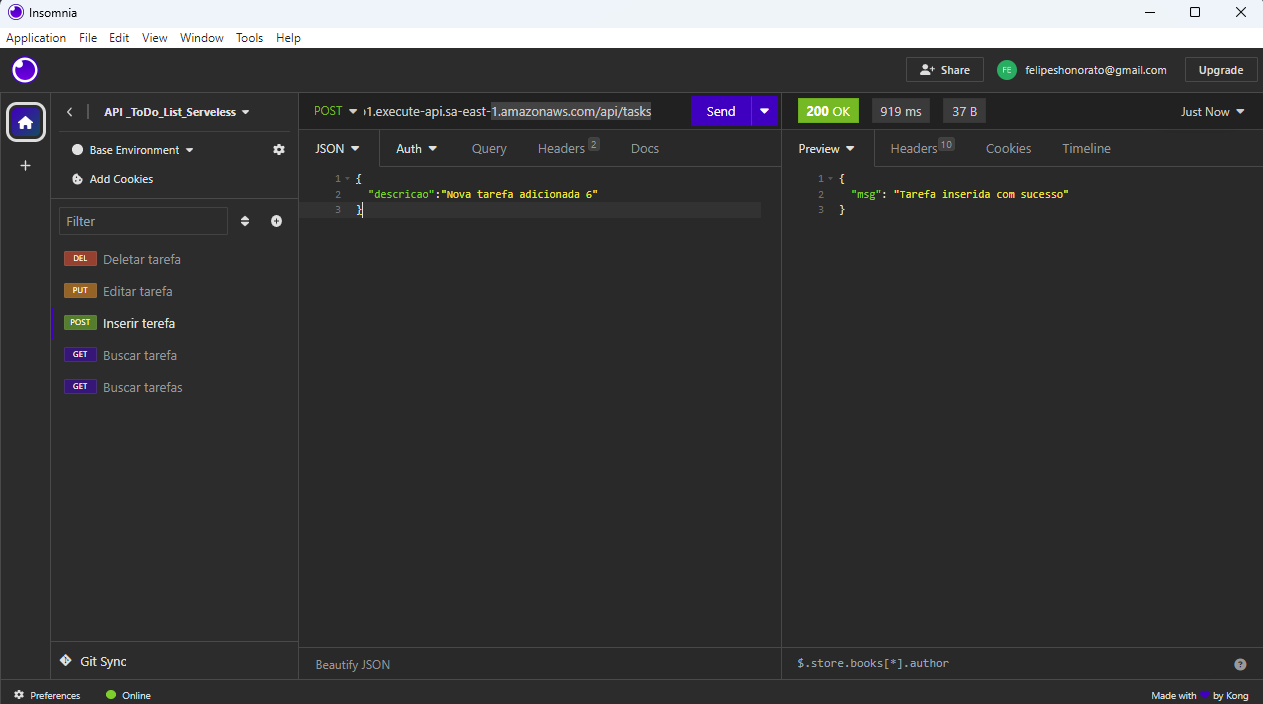 Insomnia
Application File Edit View Window Tools Help
Share FE felipeshonorato@gmail.com Upgrade
API _ToDo_List_Serveless
Base Environment
Add Cookies
Filter
DEL Deletar tarefa
PUT Editar tarefa
POST Inserir terefa
GET Buscar tarefa
GET Buscar tarefas
Git Sync
POST 1.execute-api.sa-east-1.amazonaws.com/api/tasks Send
JSON Auth Query Headers 2 Docs
1 {
2 "descricao":"Nova tarefa adicionada 6"
3 }
Beautify JSON
200 OK 919 ms 37 B Just Now
Preview Headers 10 Cookies Timeline
1 {
2 "msg": "Tarefa inserida com sucesso"
3 }
$.store.books[*].author ?
Preferences Online Made with by Kong